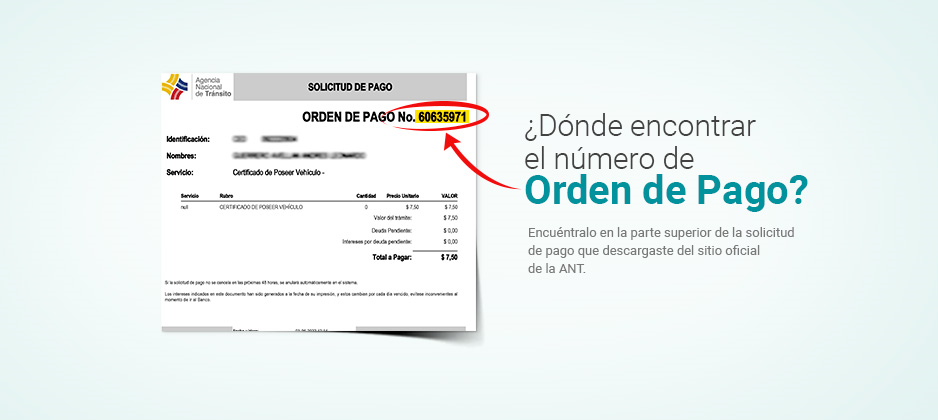 Agencia
Nacional
de Tránsito
SOLICITUD DE PAGO
ORDEN DE PAGO No. 60635971
Identificación:
Nombres:
Servicio: Certificado de Poseer Vehículo -
Servicio Rubro Cantidad Precio Unitario VALOR
null CERTIFICADO DE POSEER VEHÍCULO 0 $ 7,50 $ 7,50
Valor del trámite: $ 7,50
Deuda Pendiente: $ 0,00
Intereses por deuda pendiente: $ 0,00
Total a Pagar: $ 7,50
Si la solicitud de pago no se cancela en las próximas 48 horas, se anulará automáticamente en el sistema.
Los intereses indicados en este documento han sido generados a la fecha de su impresión, y estos cambian por cada día vencido, evítese inconvenientes al
momento de ir al Banco.
¿Dónde encontrar
el número de
Orden de Pago?
Encuéntralo en la parte superior de la solicitud
de pago que descargaste del sitio oficial
de la ANT.